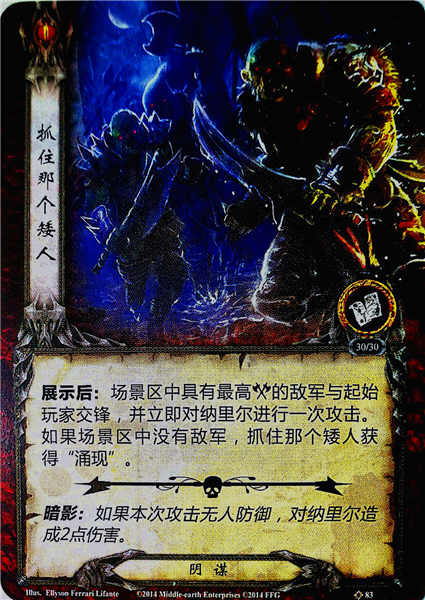 抓住那个矮人
30/30
展示后：场景区中具有最高的敌军与起始
玩家交锋，并立即对纳里尔进行一次攻击。
如果场景区中没有敌军，抓住那个矮人获
得“涌现”。
暗影：如果本次攻击无人防御，对纳里尔造
成2点伤害。
阴 谋
Illus. Ellyson Ferrari Lifante ©2014 Middle-earth Enterprises ©2014 FFG 83